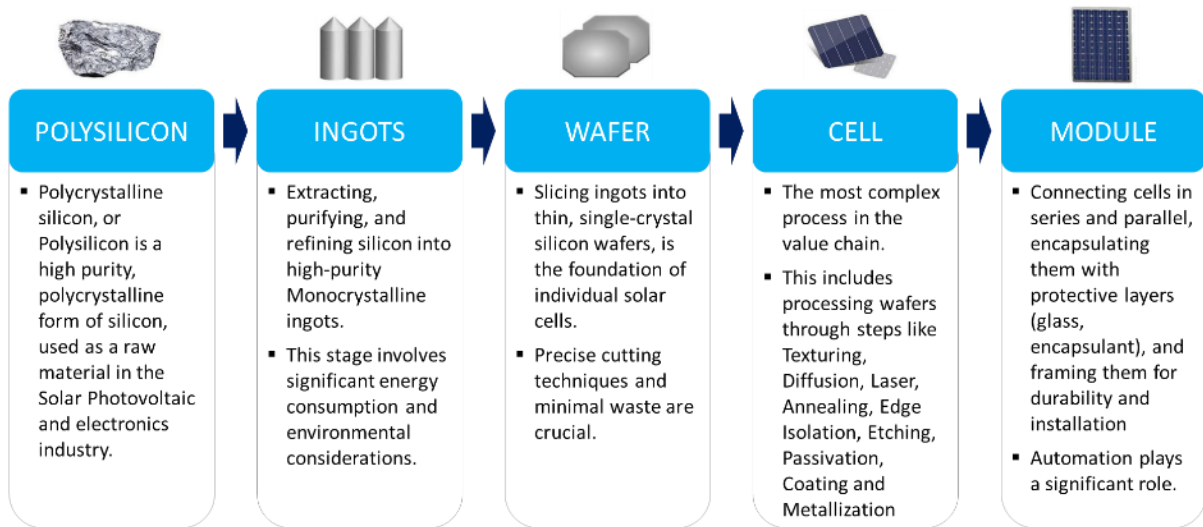 POLYSILICON
▪ Polycrystalline
silicon, or
Polysilicon is a
high purity,
polycrystalline
form of silicon,
used as a raw
material in the
Solar Photovoltaic
and electronics
industry.
INGOTS
▪ Extracting,
purifying, and
refining silicon into
high-purity
Monocrystalline
ingots.
▪ This stage involves
significant energy
consumption and
environmental
considerations.
WAFER
▪ Slicing ingots into
thin, single-crystal
silicon wafers, is
the foundation of
individual solar
cells.
▪ Precise cutting
techniques and
minimal waste are
crucial.
CELL
▪ The most complex
process in the
value chain.
▪ This includes
processing wafers
through steps like
Texturing,
Diffusion, Laser,
Annealing, Edge
Isolation, Etching,
Passivation,
Coating and
Metallization
MODULE
▪ Connecting cells in
series and parallel,
encapsulating
them with
protective layers
(glass,
encapsulant), and
framing them for
durability and
installation
▪ Automation plays
a significant role.